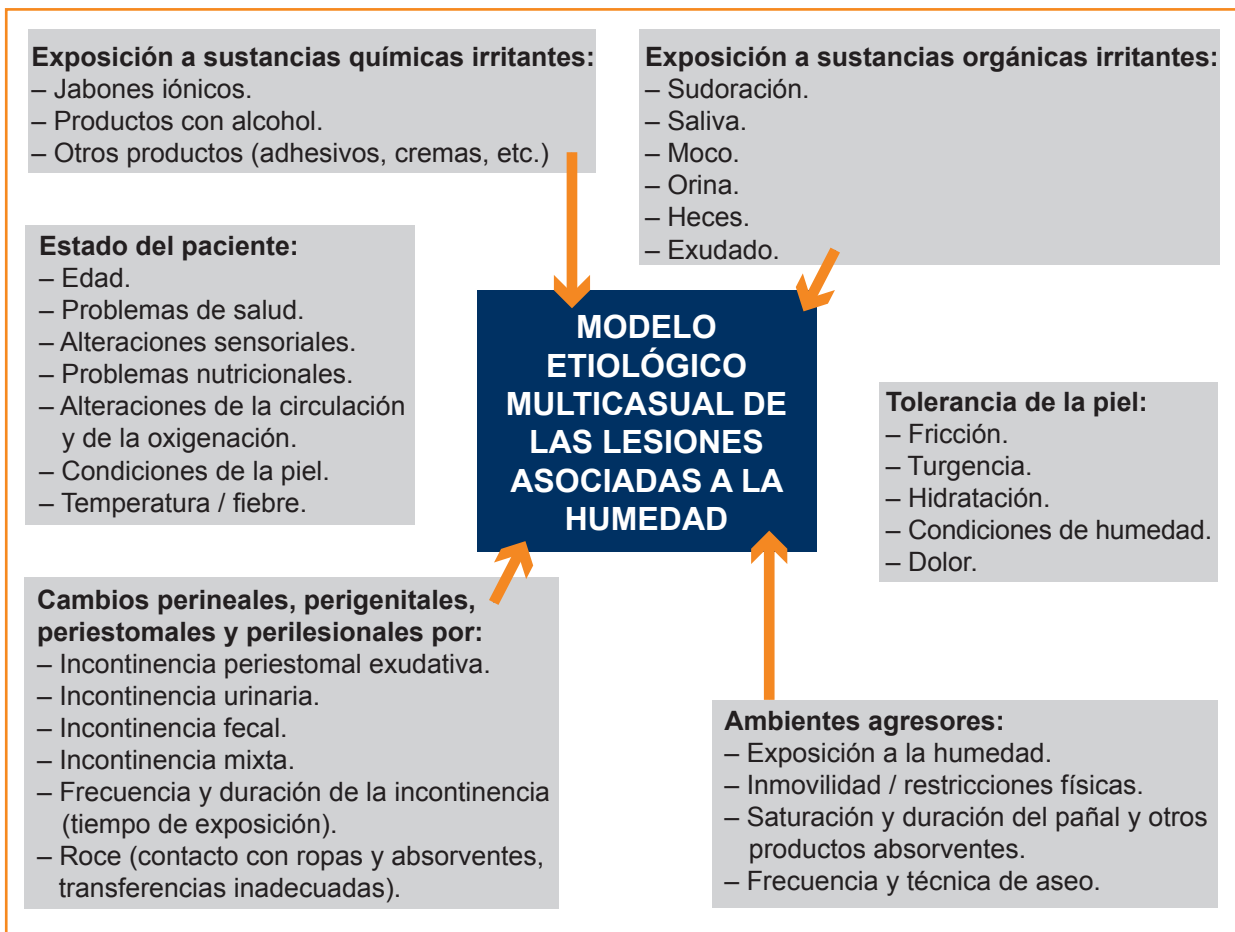 Exposición a sustancias químicas irritantes:
– Jabones iónicos.
– Productos con alcohol.
– Otros productos (adhesivos, cremas, etc.)
Exposición a sustancias orgánicas irritantes:
– Sudoración.
– Saliva.
– Moco.
– Orina.
– Heces.
– Exudado.
Estado del paciente:
– Edad.
– Problemas de salud.
– Alteraciones sensoriales.
– Problemas nutricionales.
– Alteraciones de la circulación
y de la oxigenación.
– Condiciones de la piel.
– Temperatura / fiebre.
MODELO
ETIOLÓGICO
MULTICASUAL DE
LAS LESIONES
ASOCIADAS A LA
HUMEDAD
Tolerancia de la piel:
– Fricción.
– Turgencia.
– Hidratación.
– Condiciones de humedad.
– Dolor.
Cambios perineales, perigenitales,
periestomales y perilesionales por:
– Incontinencia periestomal exudativa.
– Incontinencia urinaria.
– Incontinencia fecal.
– Incontinencia mixta.
– Frecuencia y duración de la incontinencia
(tiempo de exposición).
– Roce (contacto con ropas y absorventes,
transferencias inadecuadas).
Ambientes agresores:
– Exposición a la humedad.
– Inmovilidad / restricciones físicas.
– Saturación y duración del pañal y otros
productos absorventes.
– Frecuencia y técnica de aseo.